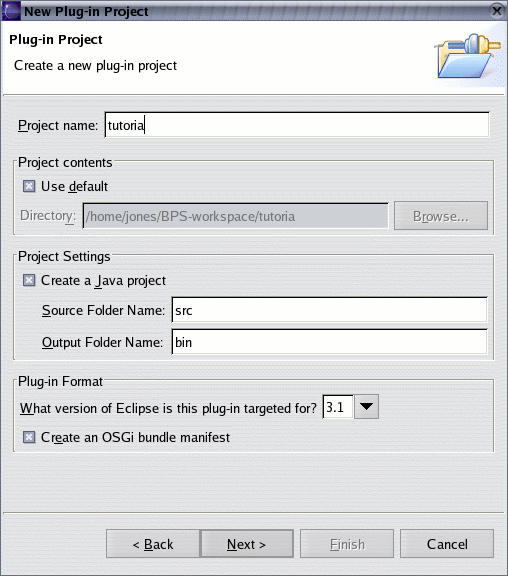 New Plug-in Project
Plug-in Project
Create a new plug-in project
Project name: tutoria
Project contents
Use default
Directory: /home/jones/BPS-workspace/tutoria Browse...
Project Settings
Create a Java project
Source Folder Name: src
Output Folder Name: bin
Plug-in Format
What version of Eclipse is this plug-in targeted for? 3.1
Create an OSGi bundle manifest
< Back Next > Finish Cancel